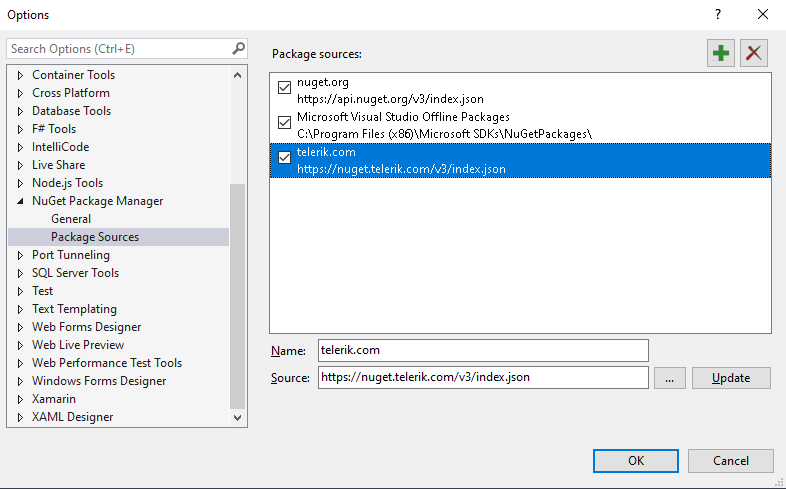 Options
?
Search Options (Ctrl+E)
Container Tools
Cross Platform
Database Tools
F# Tools
IntelliCode
Live Share
Node.js Tools
NuGet Package Manager
General
Package Sources
Port Tunneling
SQL Server Tools
Test
Text Templating
Web Forms Designer
Web Live Preview
Web Performance Test Tools
Windows Forms Designer
Xamarin
XAML Designer
Package sources:
nuget.org
https://api.nuget.org/v3/index.json
Microsoft Visual Studio Offline Packages
C:\Program Files (x86)\Microsoft SDKs\NuGetPackages\
telerik.com
https://nuget.telerik.com/v3/index.json
Name: telerik.com
Source: https://nuget.telerik.com/v3/index.json ... Update
OK Cancel